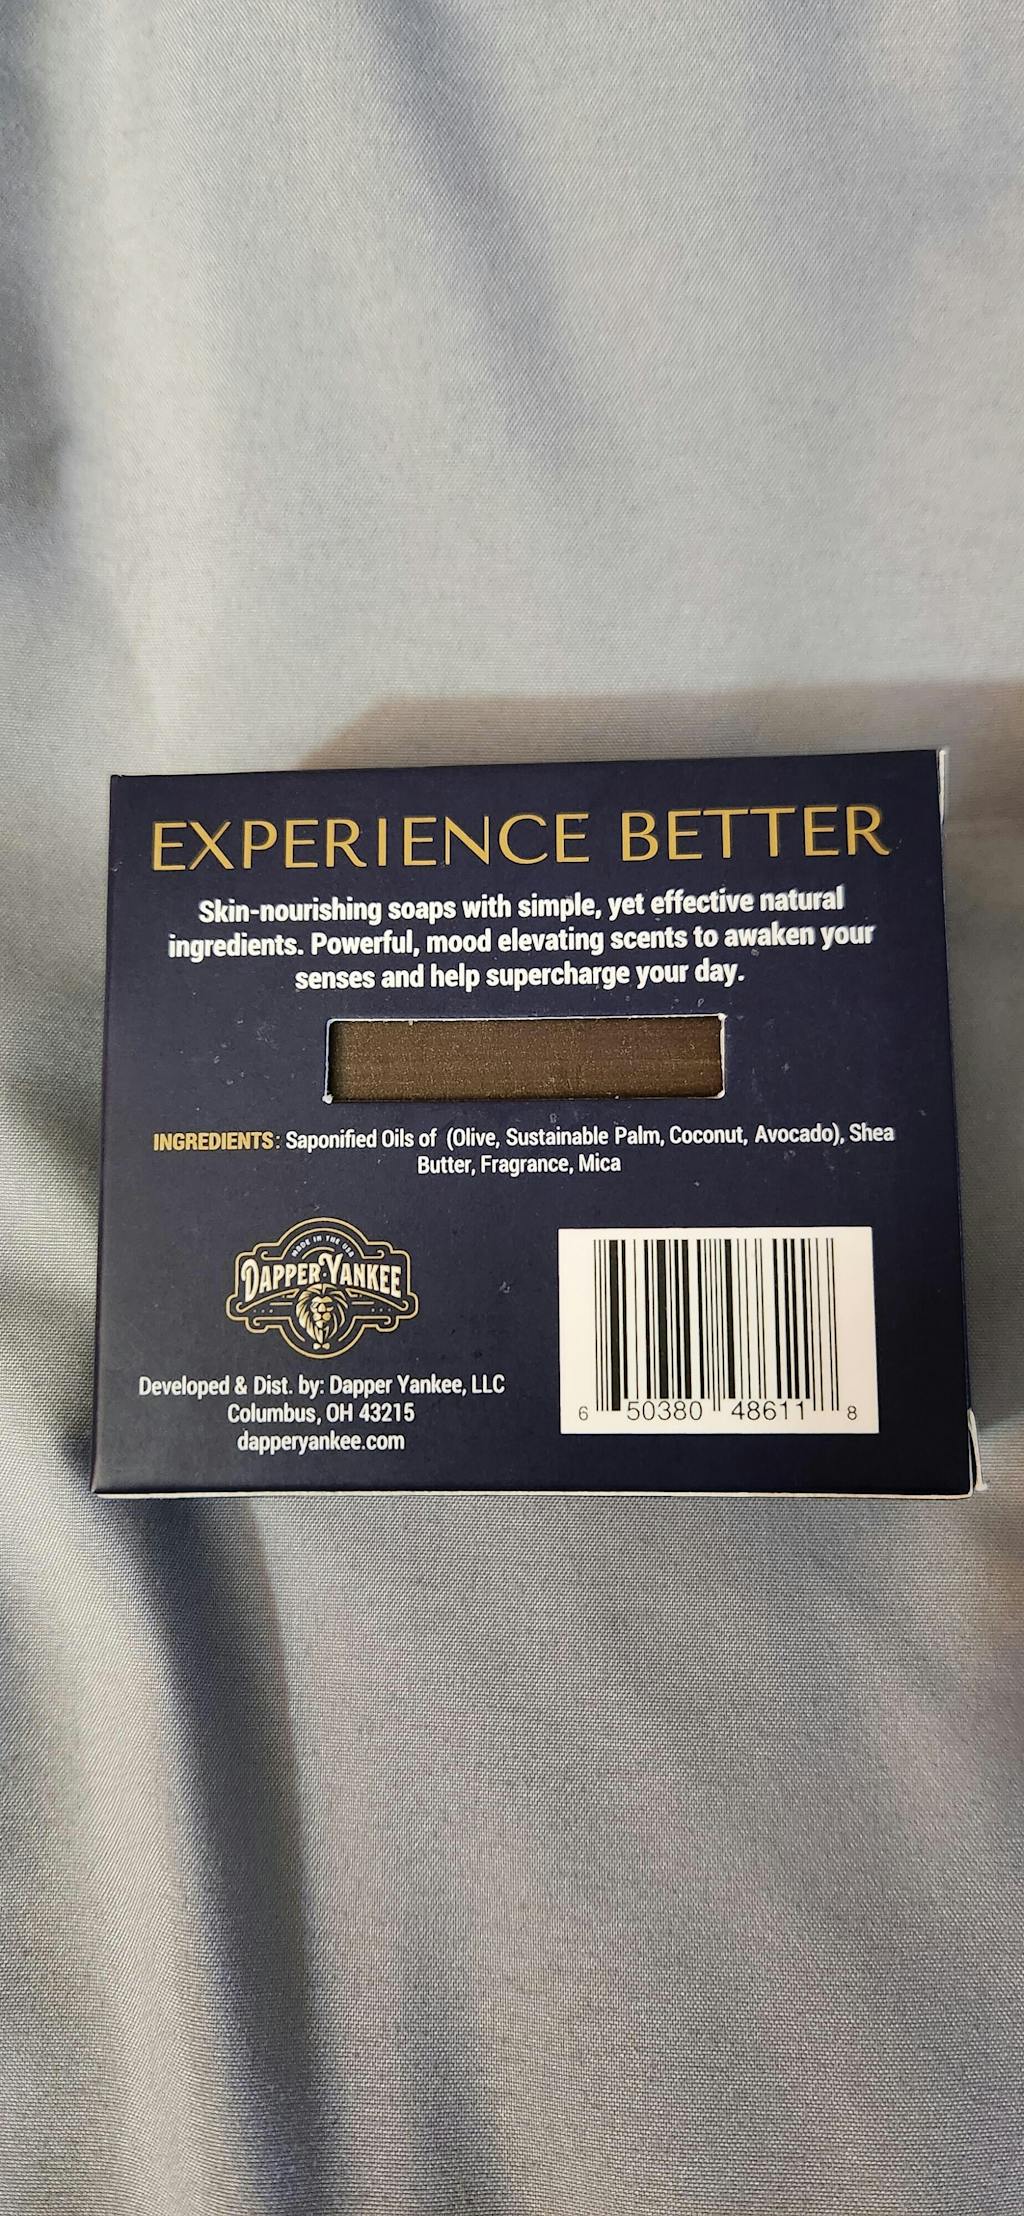 EXPERIENCE BETTER
Skin-nourishing soaps with simple, yet effective natural
ingredients. Powerful, mood elevating scents to awaken your
senses and help supercharge your day.
INGREDIENTS: Saponified Oils of (Olive, Sustainable Palm, Coconut, Avocado), Shea
Butter, Fragrance, Mica
MADE IN THE USA
DAPPER YANKEE
Developed & Dist. by: Dapper Yankee, LLC
Columbus, OH 43215
dapperyankee.com
6 50380 48611 8